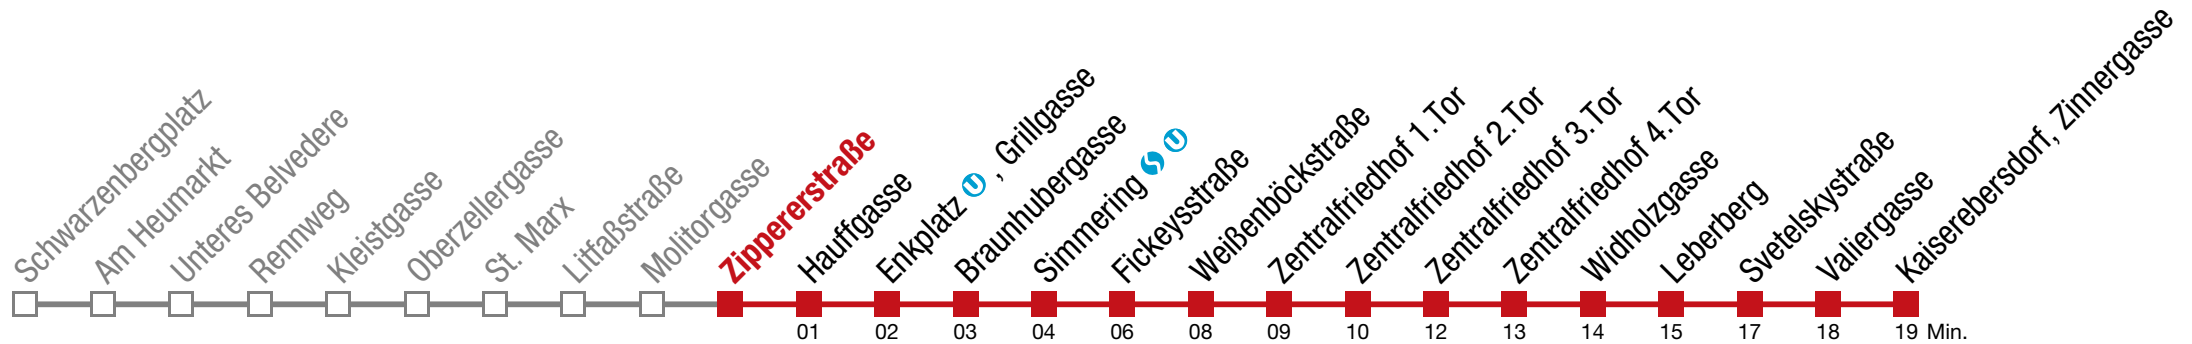 Schwarzenbergplatz
Am Heumarkt
Unteres Belvedere
Rennweg
Kleistgasse
Oberzellergasse
St. Marx
Litfaßstraße
Molitorgasse
Zippererstraße
Hauffgasse
Enkplatz U , Grillgasse
Braunhubergasse
Simmering S U
Fickeysstraße
Weißenböckstraße
Zentralfriedhof 1.Tor
Zentralfriedhof 2.Tor
Zentralfriedhof 3.Tor
Zentralfriedhof 4.Tor
Widholzgasse
Leberberg
Svetelskystraße
Valiergasse
Kaiserebersdorf, Zinnergasse
01 02 03 04 06 08 09 10 12 13 14 15 17 18 19 Min.